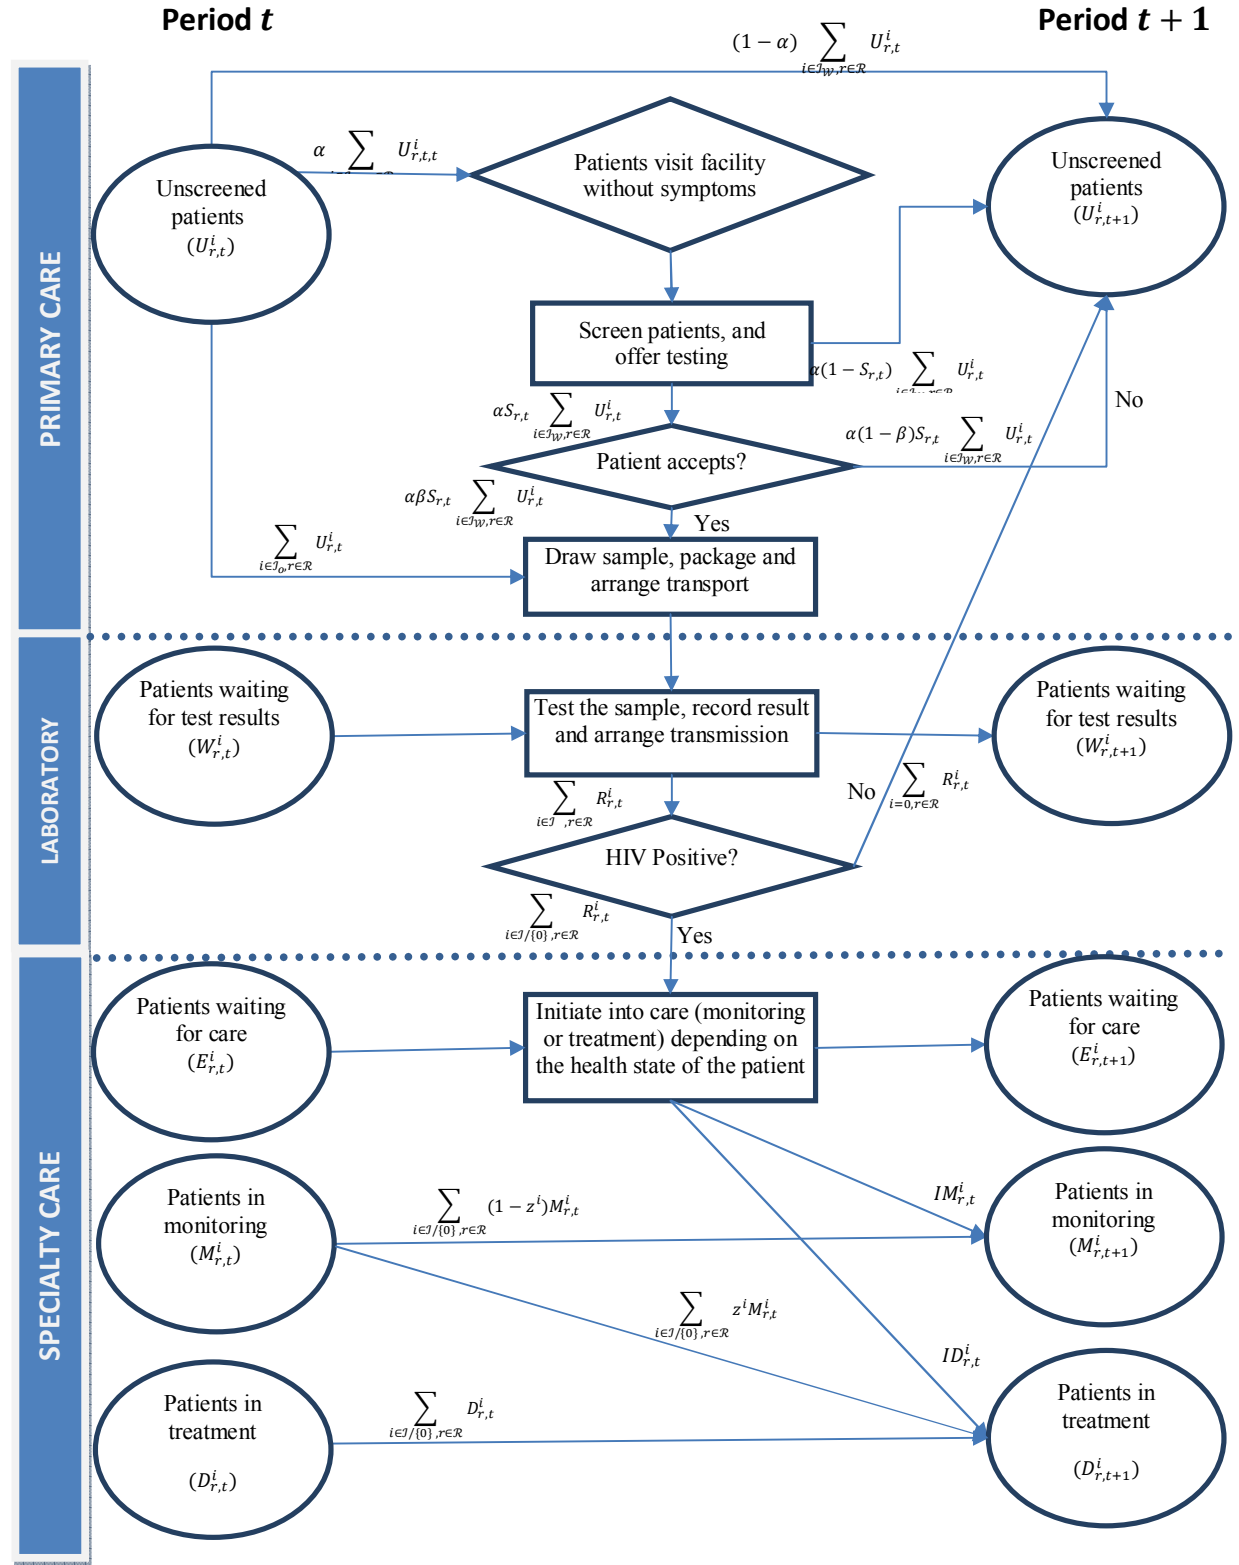 Period t
Period t + 1
(1 − α) ∑ U^i_{r,t}
i∈ℐ_W,r∈ℛ
α ∑ U^i_{r,t,t}
Patients visit facility
without symptoms
Unscreened
patients
(U^i_{r,t})
Unscreened
patients
(U^i_{r,t+1})
PRIMARY CARE
Screen patients, and
offer testing
α(1 − S_{r,t}) ∑ U^i_{r,t}
No
αS_{r,t} ∑ U^i_{r,t}
i∈ℐ_W,r∈ℛ
α(1 − β)S_{r,t} ∑ U^i_{r,t}
i∈ℐ_W,r∈ℛ
Patient accepts?
αβS_{r,t} ∑ U^i_{r,t}
i∈ℐ_W,r∈ℛ
Yes
∑ U^i_{r,t}
i∈ℐ_o,r∈ℛ
Draw sample, package and
arrange transport
LABORATORY
Patients waiting
for test results
(W^i_{r,t})
Test the sample, record result
and arrange transmission
Patients waiting
for test results
(W^i_{r,t+1})
∑ R^i_{r,t}
i∈ℐ ,r∈ℛ
No
∑ R^i_{r,t}
i=0,r∈ℛ
HIV Positive?
∑ R^i_{r,t}
i∈ℐ/{0},r∈ℛ
Yes
SPECIALTY CARE
Patients waiting
for care
(E^i_{r,t})
Initiate into care (monitoring
or treatment) depending on
the health state of the patient
Patients waiting
for care
(E^i_{r,t+1})
Patients in
monitoring
(M^i_{r,t})
∑ (1 − z^i)M^i_{r,t}
i∈ℐ/{0},r∈ℛ
IM^i_{r,t}
Patients in
monitoring
(M^i_{r,t+1})
∑ z^i M^i_{r,t}
i∈ℐ/{0},r∈ℛ
ID^i_{r,t}
Patients in
treatment
(D^i_{r,t})
∑ D^i_{r,t}
i∈ℐ/{0},r∈ℛ
Patients in
treatment
(D^i_{r,t+1})